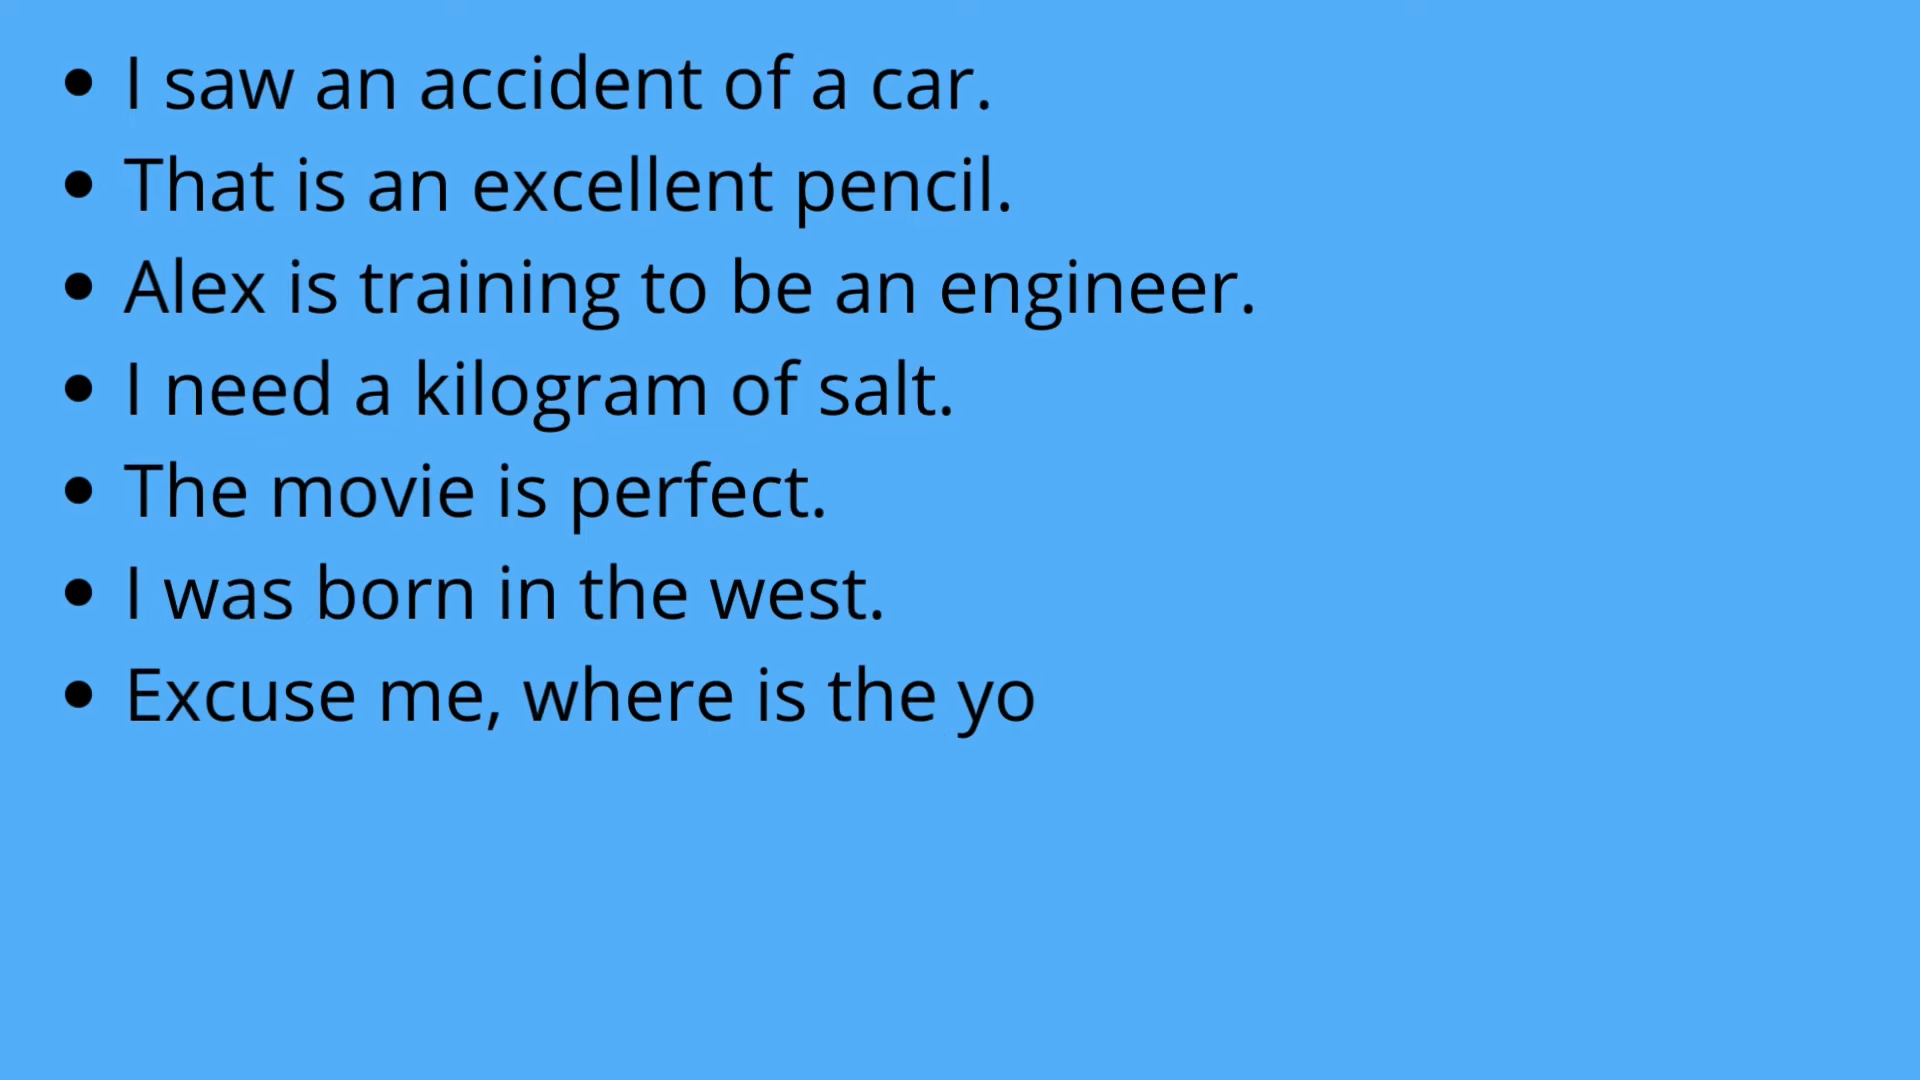 • I saw an accident of a car.
• That is an excellent pencil.
• Alex is training to be an engineer.
• I need a kilogram of salt.
• The movie is perfect.
• I was born in the west.
• Excuse me, where is the yo